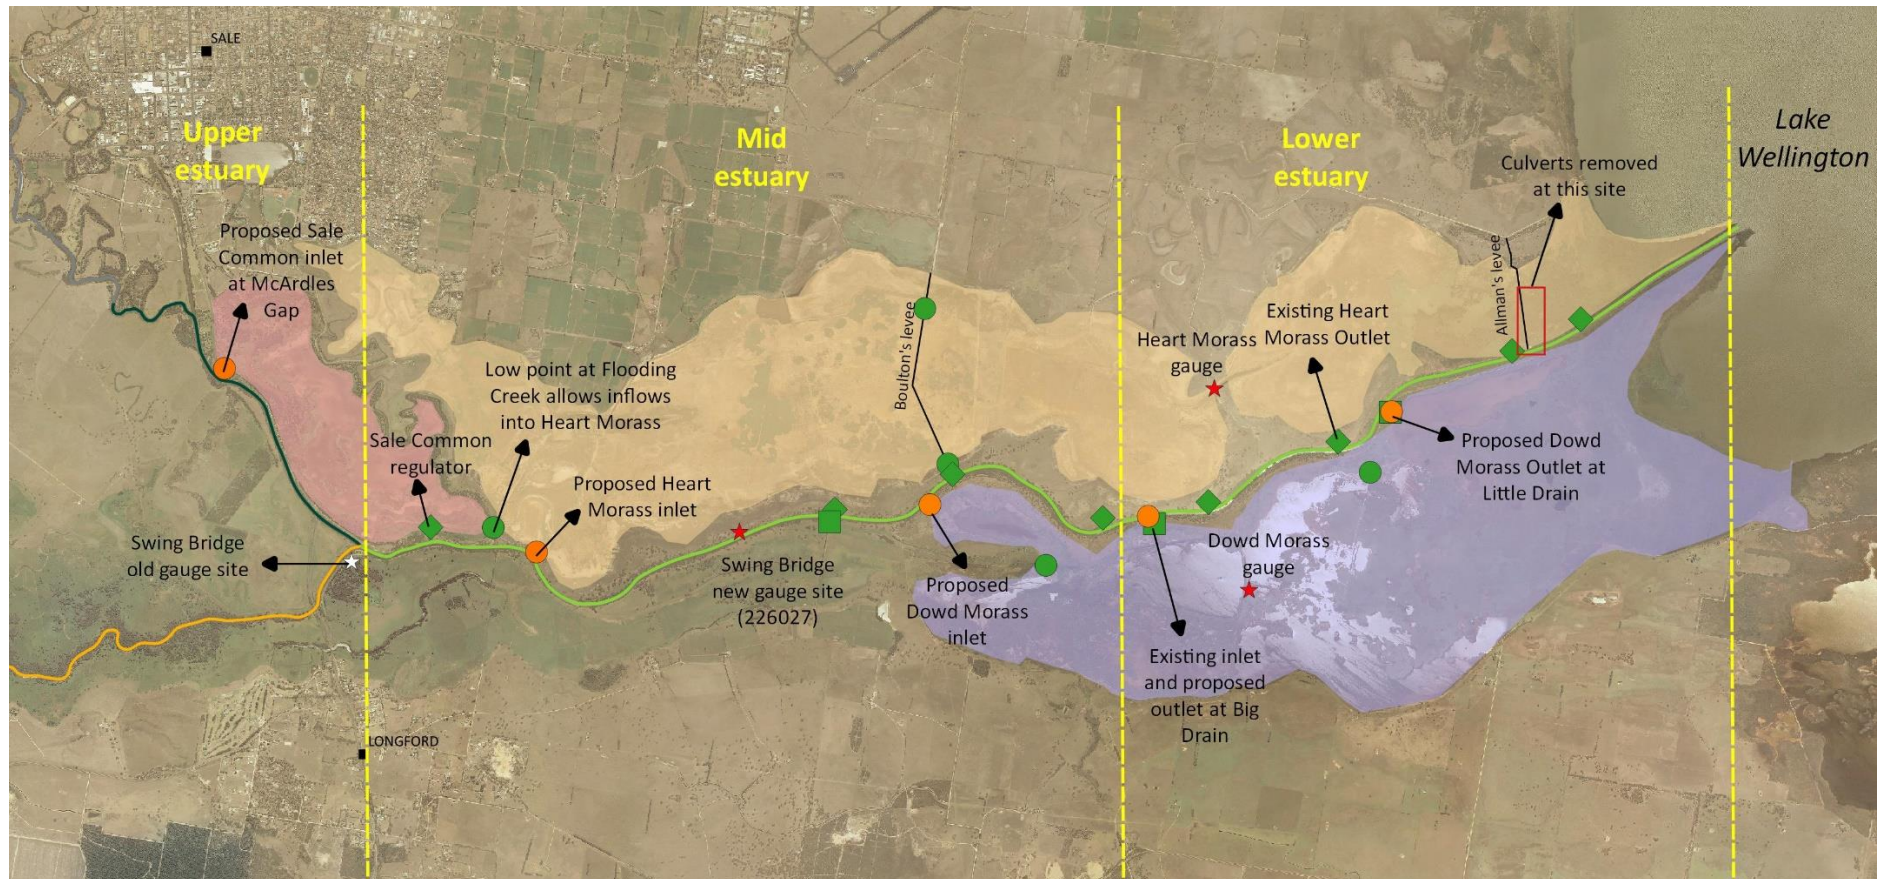 SALE
Upper
estuary
Mid
estuary
Lower
estuary
Lake
Wellington
Culverts removed
at this site
Proposed Sale
Common inlet
at McArdles
Gap
Allman's levee
Existing Heart
Morass Outlet
Heart Morass
gauge
Boulton's levee
Low point at Flooding
Creek allows inflows
into Heart Morass
Sale Common
regulator
Proposed Heart
Morass inlet
Proposed Dowd
Morass Outlet at
Little Drain
Swing Bridge
old gauge site
Swing Bridge
new gauge site
(226027)
Proposed
Dowd Morass
inlet
Dowd Morass
gauge
Existing inlet
and proposed
outlet at Big
Drain
LONGFORD